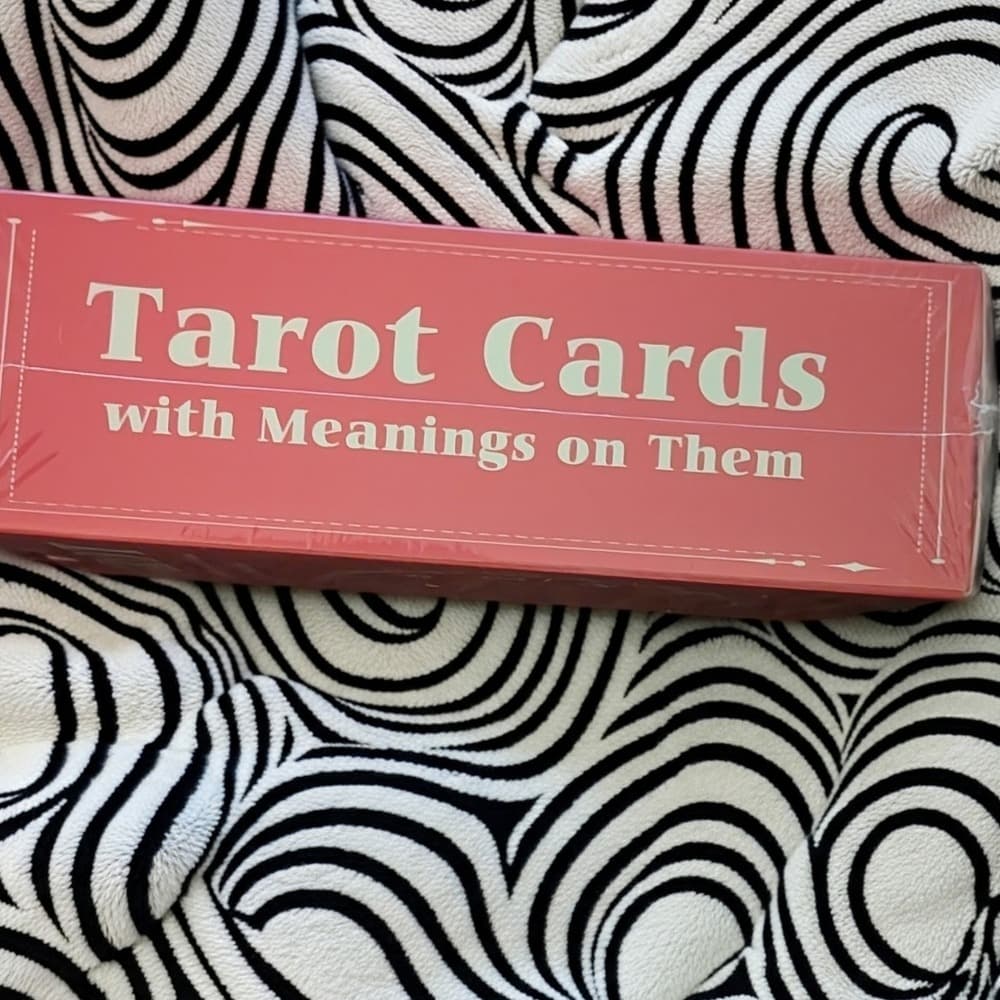 Tarot Cards
with Meanings on Them